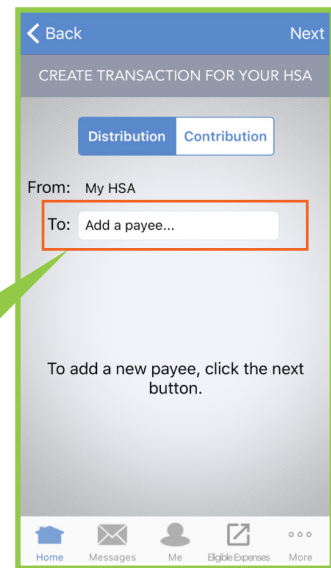 Back
Next
CREATE TRANSACTION FOR YOUR HSA
Distribution
Contribution
From: My HSA
To: Add a payee...
To add a new payee, click the next
button.
Home
Messages
Me
Eligible Expenses
More